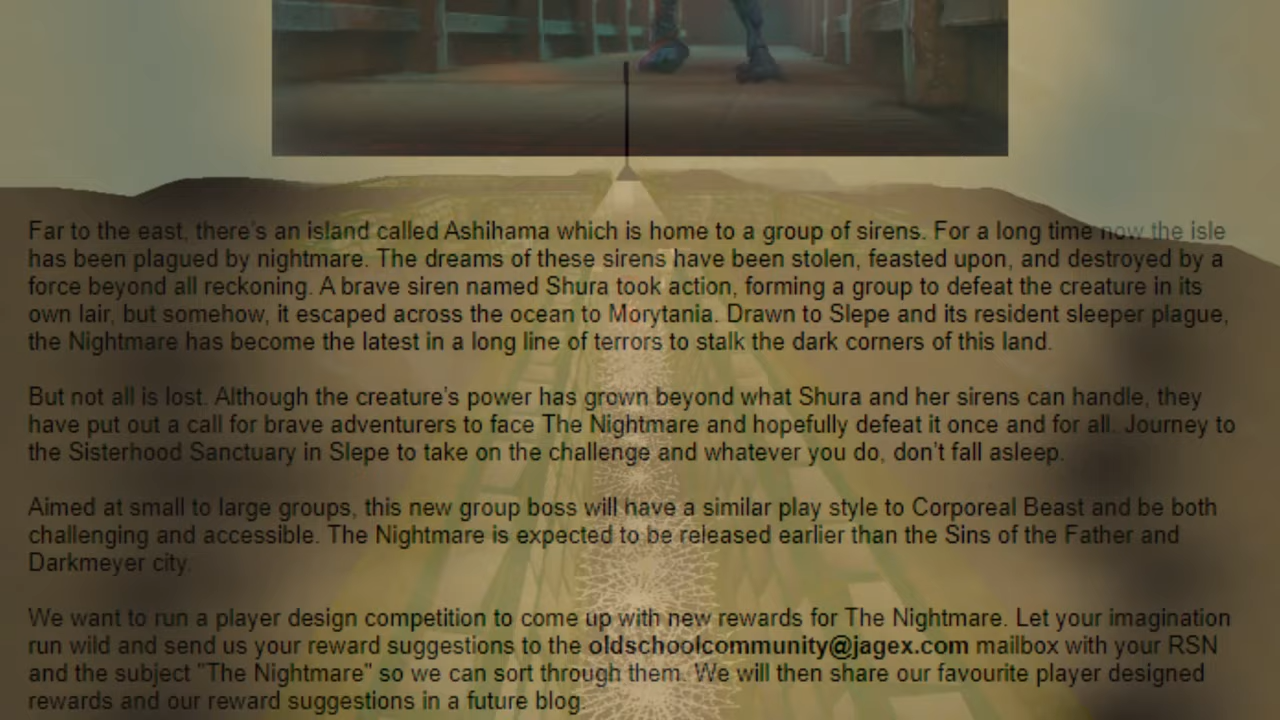 Far to the east, there's an island called Ashihama which is home to a group of sirens. For a long time now the isle
has been plagued by nightmare. The dreams of these sirens have been stolen, feasted upon, and destroyed by a
force beyond all reckoning. A brave siren named Shura took action, forming a group to defeat the creature in its
own lair, but somehow, it escaped across the ocean to Morytania. Drawn to Slepe and its resident sleeper plague,
the Nightmare has become the latest in a long line of terrors to stalk the dark corners of this land.
But not all is lost. Although the creature's power has grown beyond what Shura and her sirens can handle, they
have put out a call for brave adventurers to face The Nightmare and hopefully defeat it once and for all. Journey to
the Sisterhood Sanctuary in Slepe to take on the challenge and whatever you do, don't fall asleep.
Aimed at small to large groups, this new group boss will have a similar play style to Corporeal Beast and be both
challenging and accessible. The Nightmare is expected to be released earlier than the Sins of the Father and
Darkmeyer city.
We want to run a player design competition to come up with new rewards for The Nightmare. Let your imagination
run wild and send us your reward suggestions to the oldschoolcommunity@jagex.com mailbox with your RSN
and the subject "The Nightmare" so we can sort through them. We will then share our favourite player designed
rewards and our reward suggestions in a future blog.